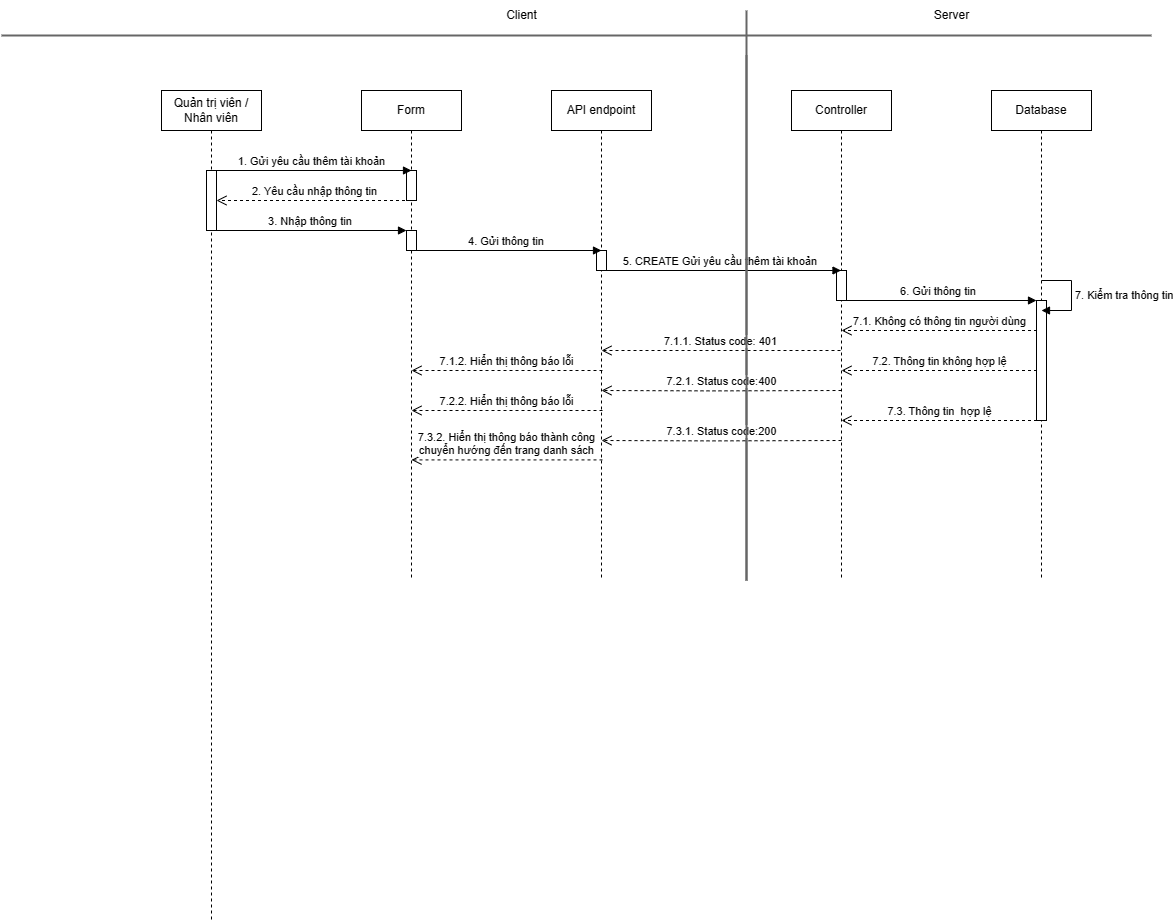 Client
Server
Quản trị viên /
Nhân viên
Form
API endpoint
Controller
Database
1. Gửi yêu cầu thêm tài khoản
2. Yêu cầu nhập thông tin
3. Nhập thông tin
4. Gửi thông tin
5. CREATE Gửi yêu cầu thêm tài khoản
6. Gửi thông tin
7. Kiểm tra thông tin
7.1. Không có thông tin người dùng
7.1.1. Status code: 401
7.1.2. Hiển thị thông báo lỗi
7.2. Thông tin không hợp lệ
7.2.1. Status code:400
7.2.2. Hiển thị thông báo lỗi
7.3. Thông tin  hợp lệ
7.3.1. Status code:200
7.3.2. Hiển thị thông báo thành công
chuyển hướng đến trang danh sách